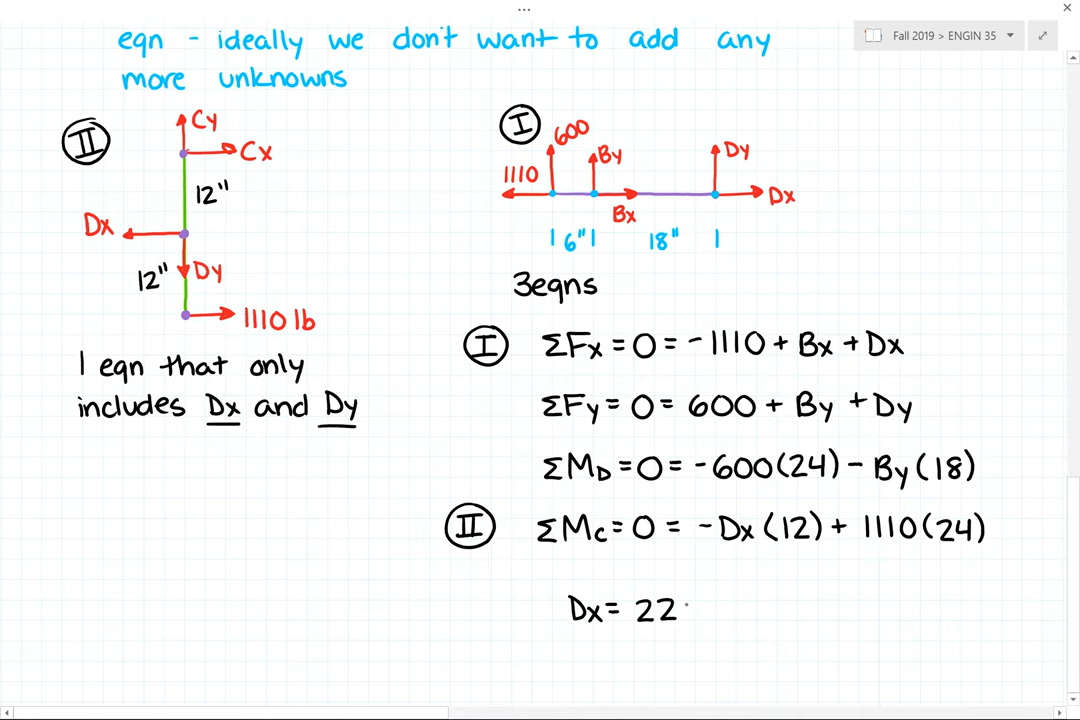 Fall 2019 > ENGIN 35
eqn - ideally we don't want to add any
more unknowns
II
Cy
Cx
12"
Dx
12"
Dy
1110 lb
1 eqn that only
includes Dx and Dy
I
600
1110
By
Dy
Bx
Dx
6"
18"
3eqns
I ΣFx = 0 = -1110 + Bx + Dx
ΣFy = 0 = 600 + By + Dy
ΣMD = 0 = -600(24) - By(18)
II ΣMc = 0 = -Dx(12) + 1110(24)
Dx = 22